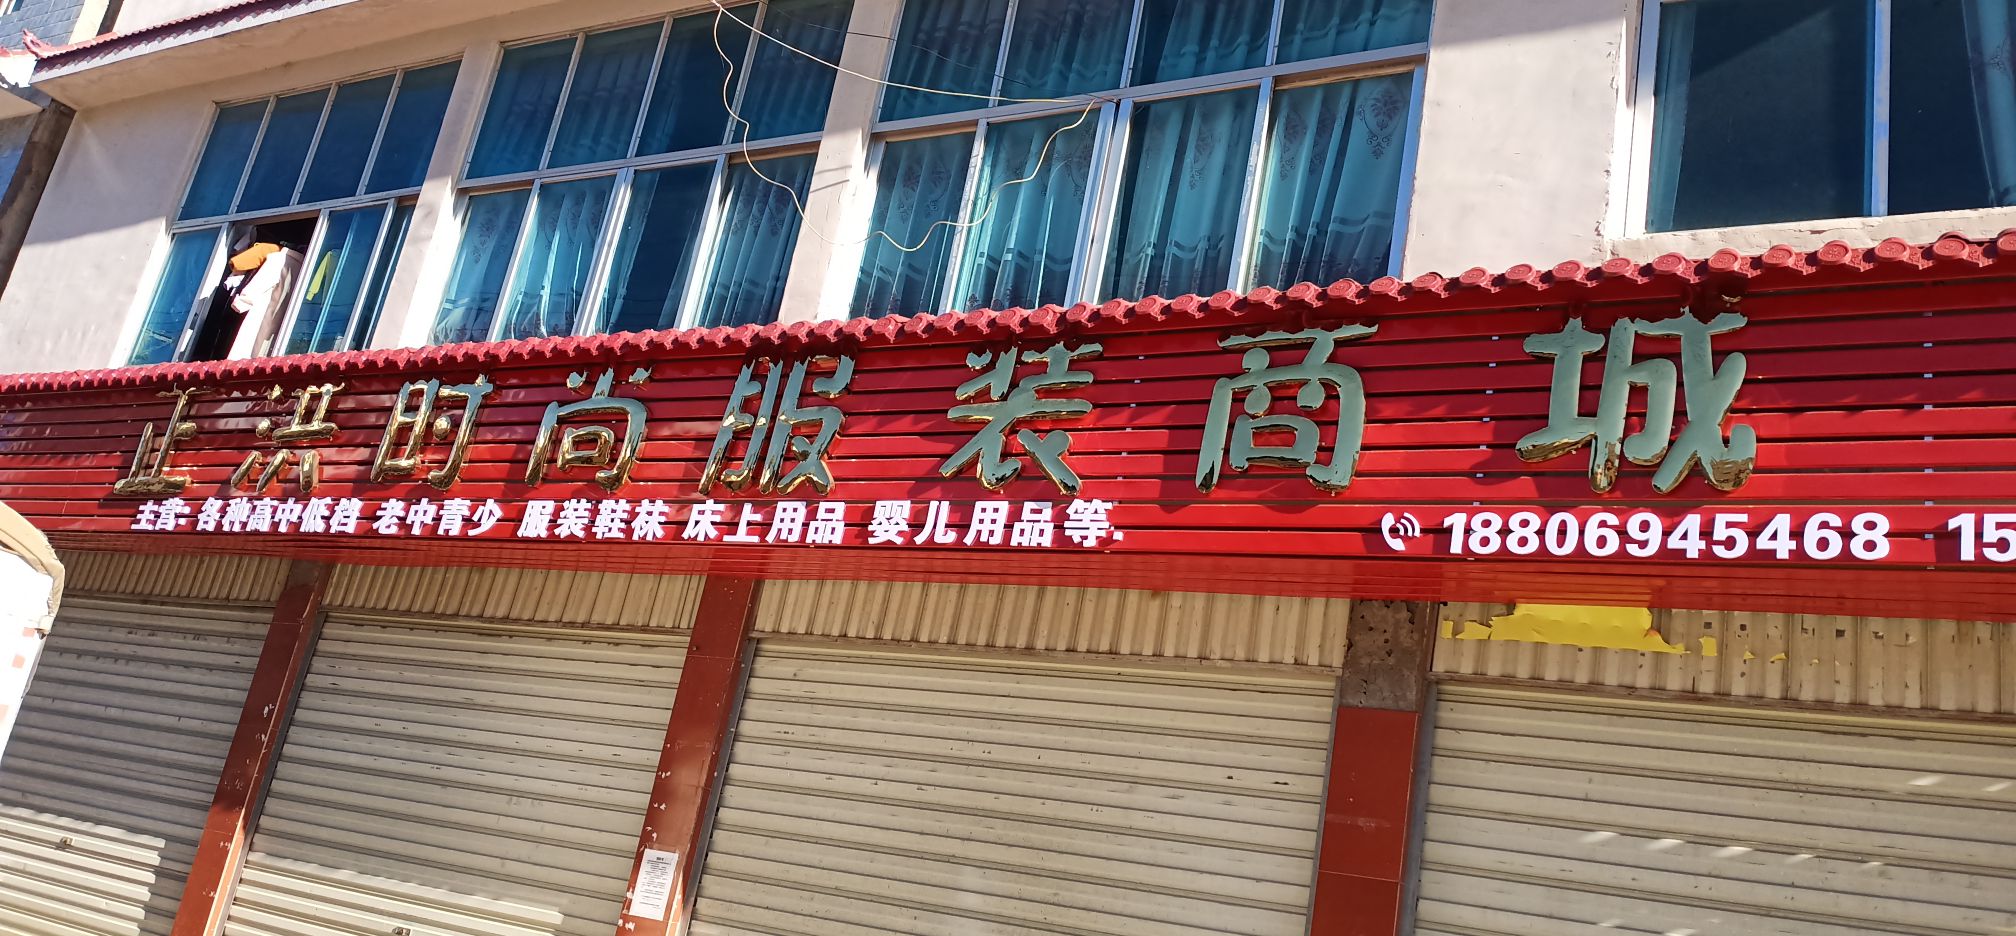 正洪时尚服装商城
主营: 各种高中低档 老中青少 服装鞋袜 床上用品 婴儿用品等.
18806945468 15